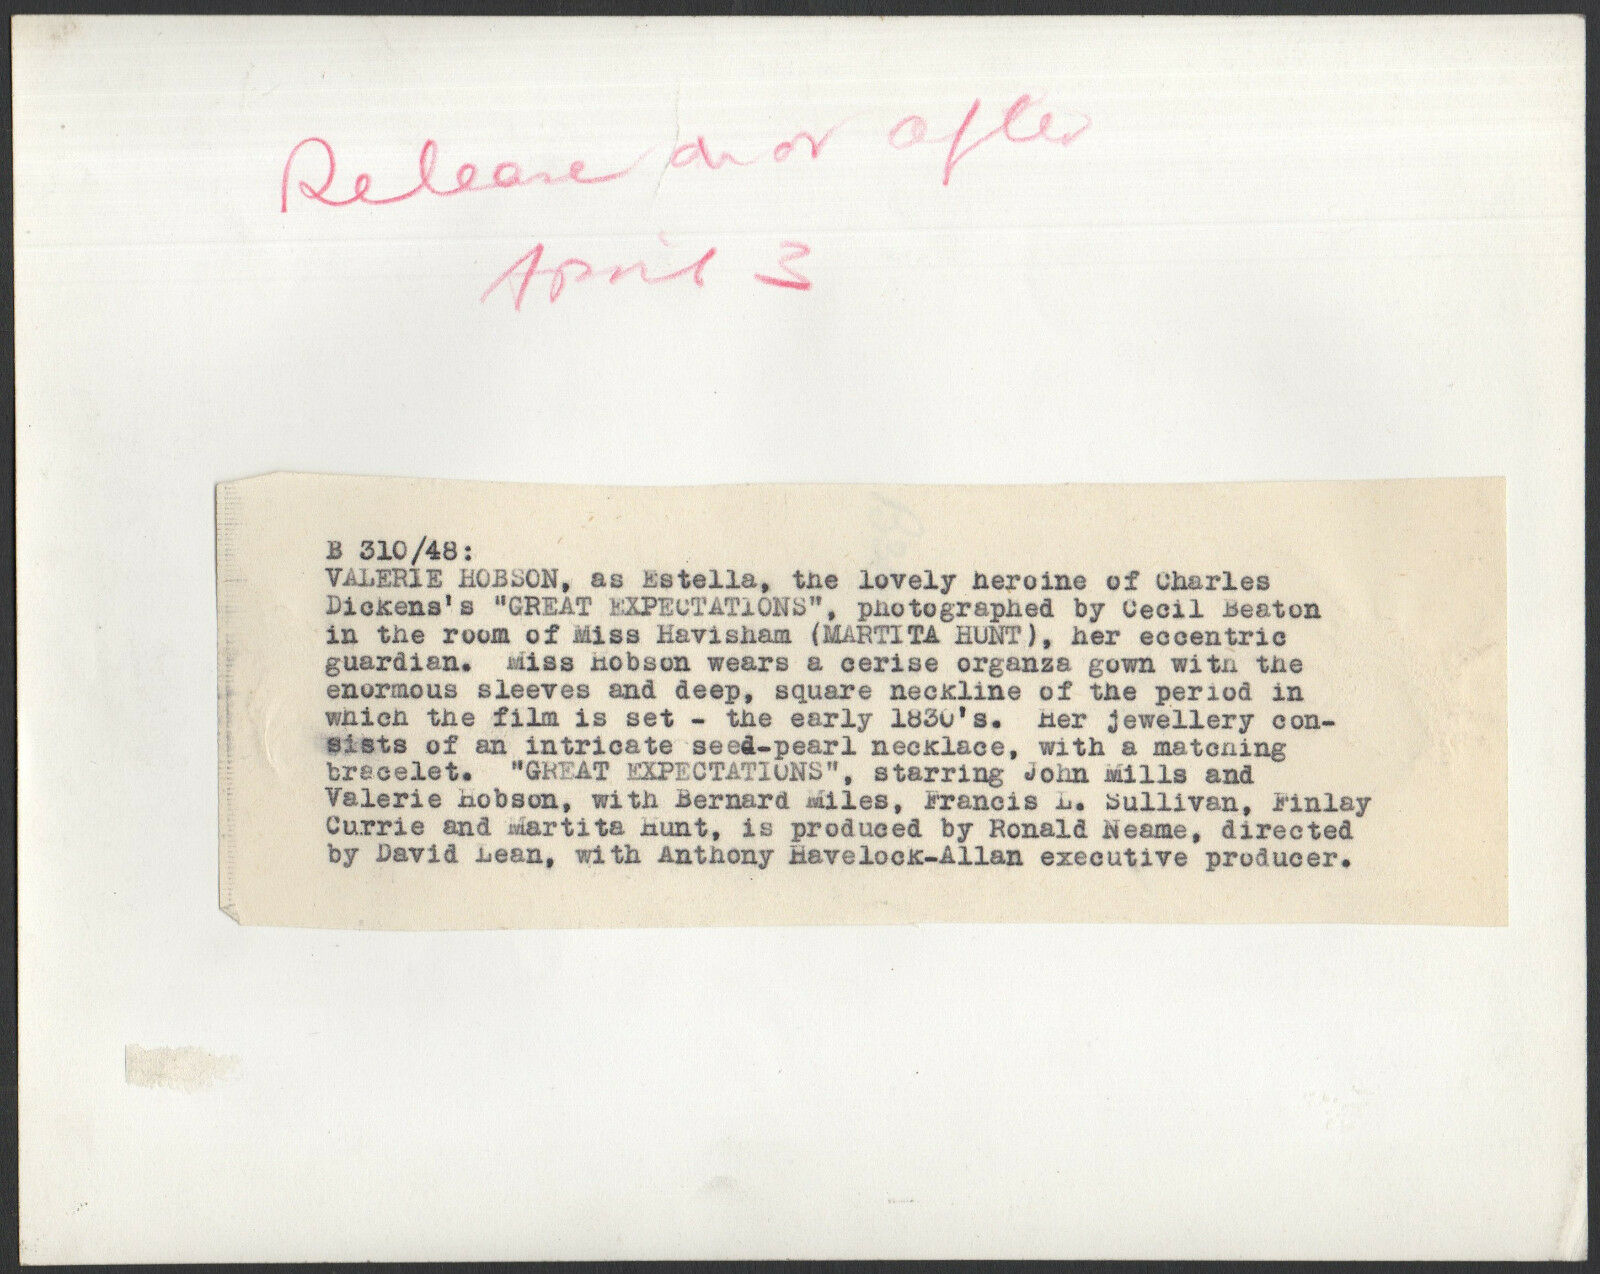 Release on or after
April 3
B 310/48:
VALERIE HOBSON, as Estella, the lovely heroine of Charles
Dickens's "GREAT EXPECTATIONS", photographed by Cecil Beaton
in the room of Miss Havisham (MARTITA HUNT), her eccentric
guardian. Miss Hobson wears a cerise organza gown with the
enormous sleeves and deep, square neckline of the period in
which the film is set - the early 1830's. Her jewellery con-
sists of an intricate seed-pearl necklace, with a matching
bracelet. "GREAT EXPECTATIONS", starring John Mills and
Valerie Hobson, with Bernard Miles, Francis L. Sullivan, Finlay
Currie and Martita Hunt, is produced by Ronald Neame, directed
by David Lean, with Anthony Havelock-Allan executive producer.